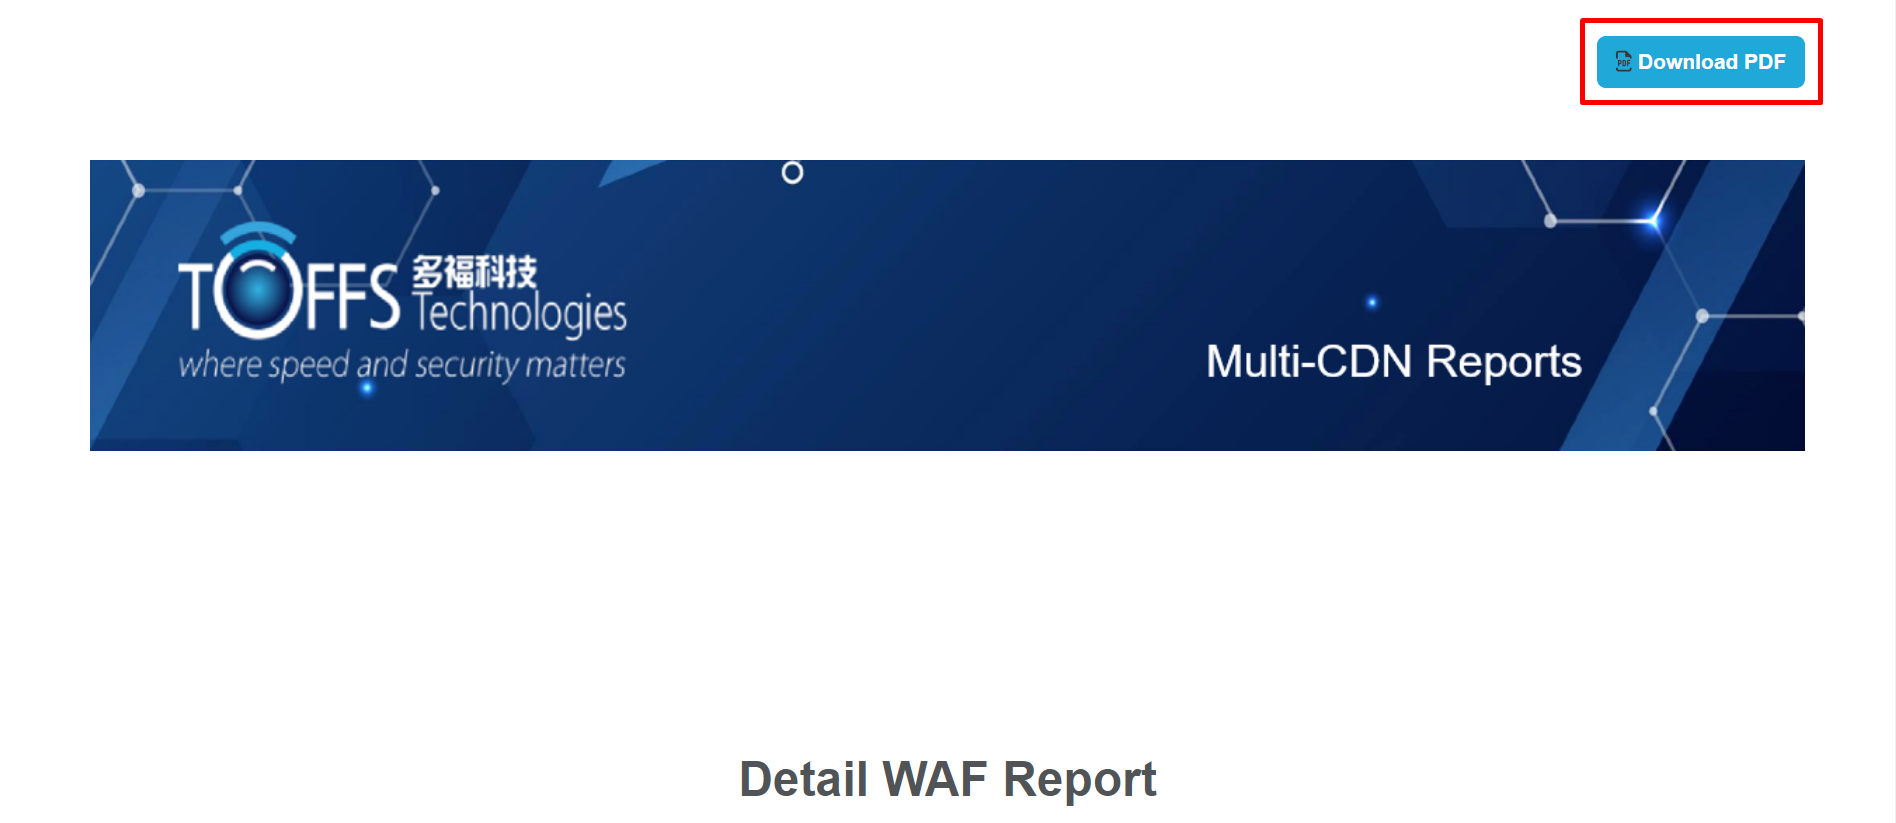 Download PDF
TOFFS 多福科技
Technologies
where speed and security matters
Multi-CDN Reports
Detail WAF Report